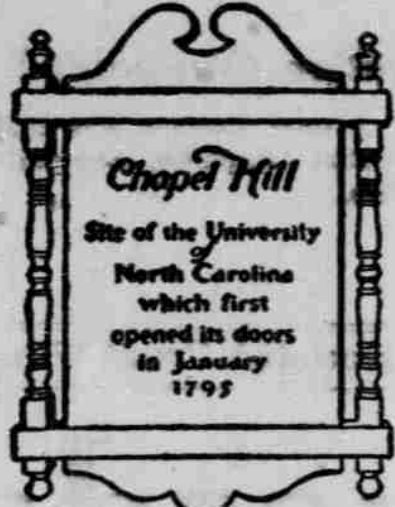 Chapel Hill
Site of the University
of
North Carolina
which first
opened its doors
in January
1795